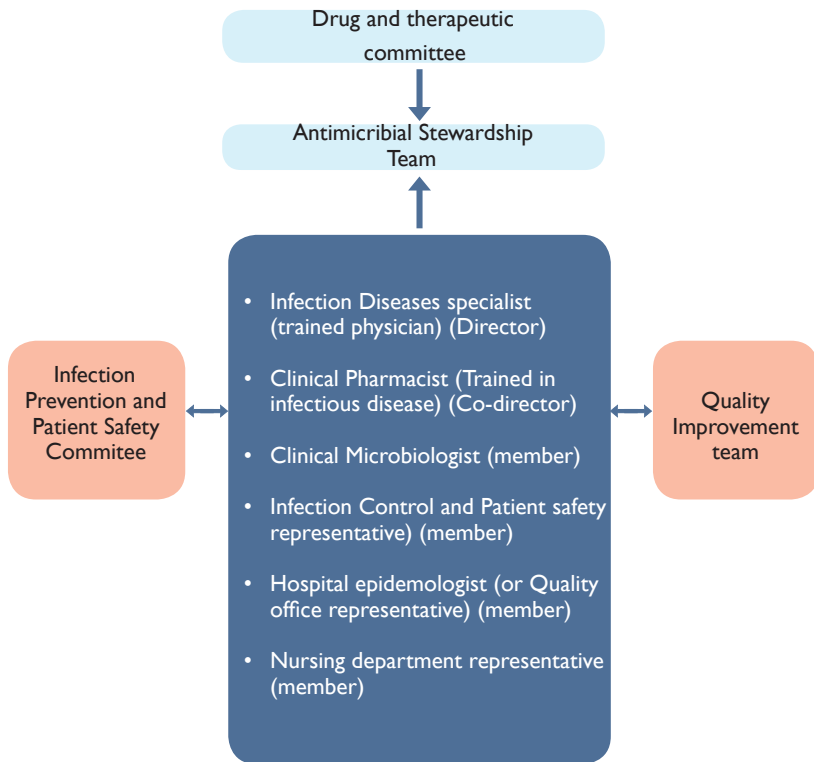 Drug and therapeutic
committee
Antimicribial Stewardship
Team
• Infection Diseases specialist
(trained physician) (Director)
• Clinical Pharmacist (Trained in
infectious disease) (Co-director)
• Clinical Microbiologist (member)
• Infection Control and Patient safety
representative) (member)
• Hospital epidemologist (or Quality
office representative) (member)
• Nursing department representative
(member)
Infection
Prevention and
Patient Safety
Commitee
Quality
Improvement
team